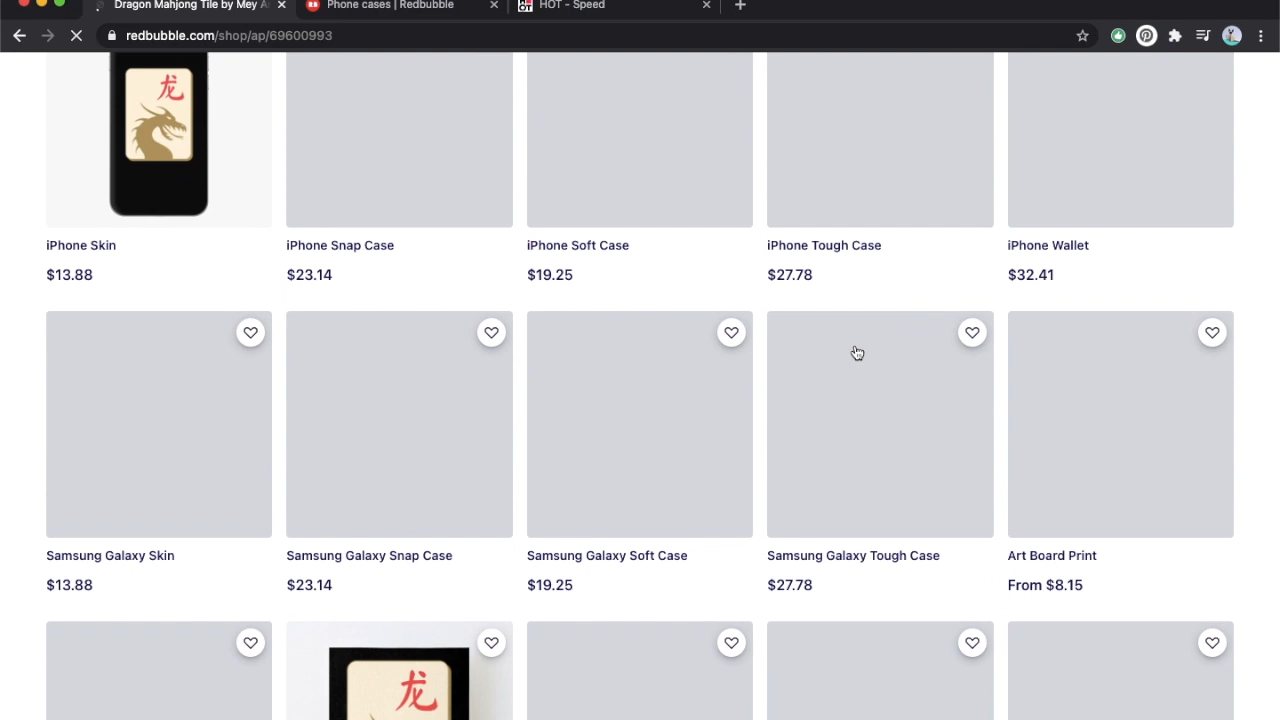 Dragon Mahjong Tile by Mey A
Phone cases | Redbubble
HOT - Speed
redbubble.com/shop/ap/69600993
龙
iPhone Skin
iPhone Snap Case
iPhone Soft Case
iPhone Tough Case
iPhone Wallet
$13.88
$23.14
$19.25
$27.78
$32.41
Samsung Galaxy Skin
Samsung Galaxy Snap Case
Samsung Galaxy Soft Case
Samsung Galaxy Tough Case
Art Board Print
$13.88
$23.14
$19.25
$27.78
From $8.15
龙